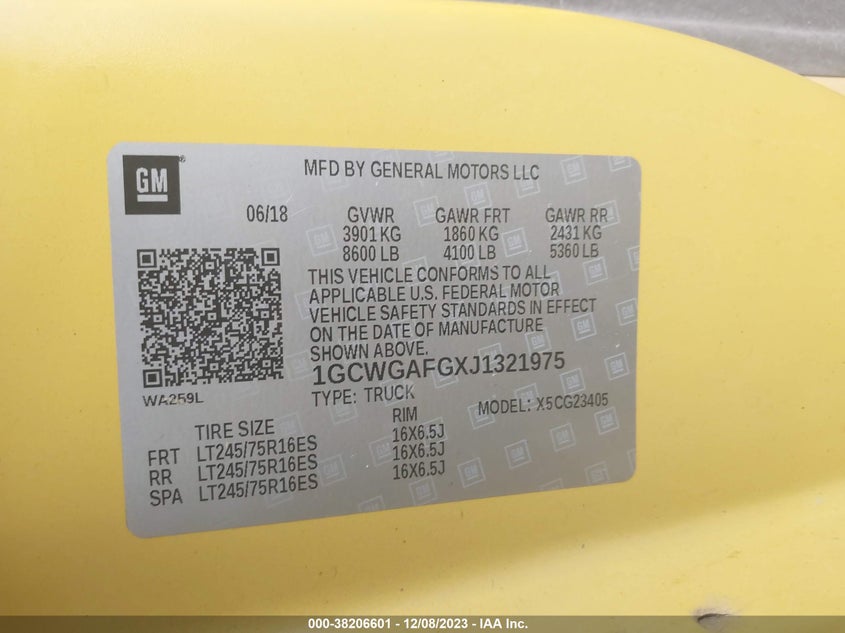 GM
MFD BY GENERAL MOTORS LLC
06/18 GVWR GAWR FRT GAWR RR
3901 KG 1860 KG 2431 KG
8600 LB 4100 LB 5360 LB
THIS VEHICLE CONFORMS TO ALL
APPLICABLE U.S. FEDERAL MOTOR
VEHICLE SAFETY STANDARDS IN EFFECT
ON THE DATE OF MANUFACTURE
SHOWN ABOVE.
1GCWGAFGXJ1321975
WA259L
TYPE: TRUCK MODEL: X5CG23405
TIRE SIZE RIM
FRT LT245/75R16ES 16X6.5J
RR LT245/75R16ES 16X6.5J
SPA LT245/75R16ES 16X6.5J
000-38206601 - 12/08/2023 - IAA Inc.